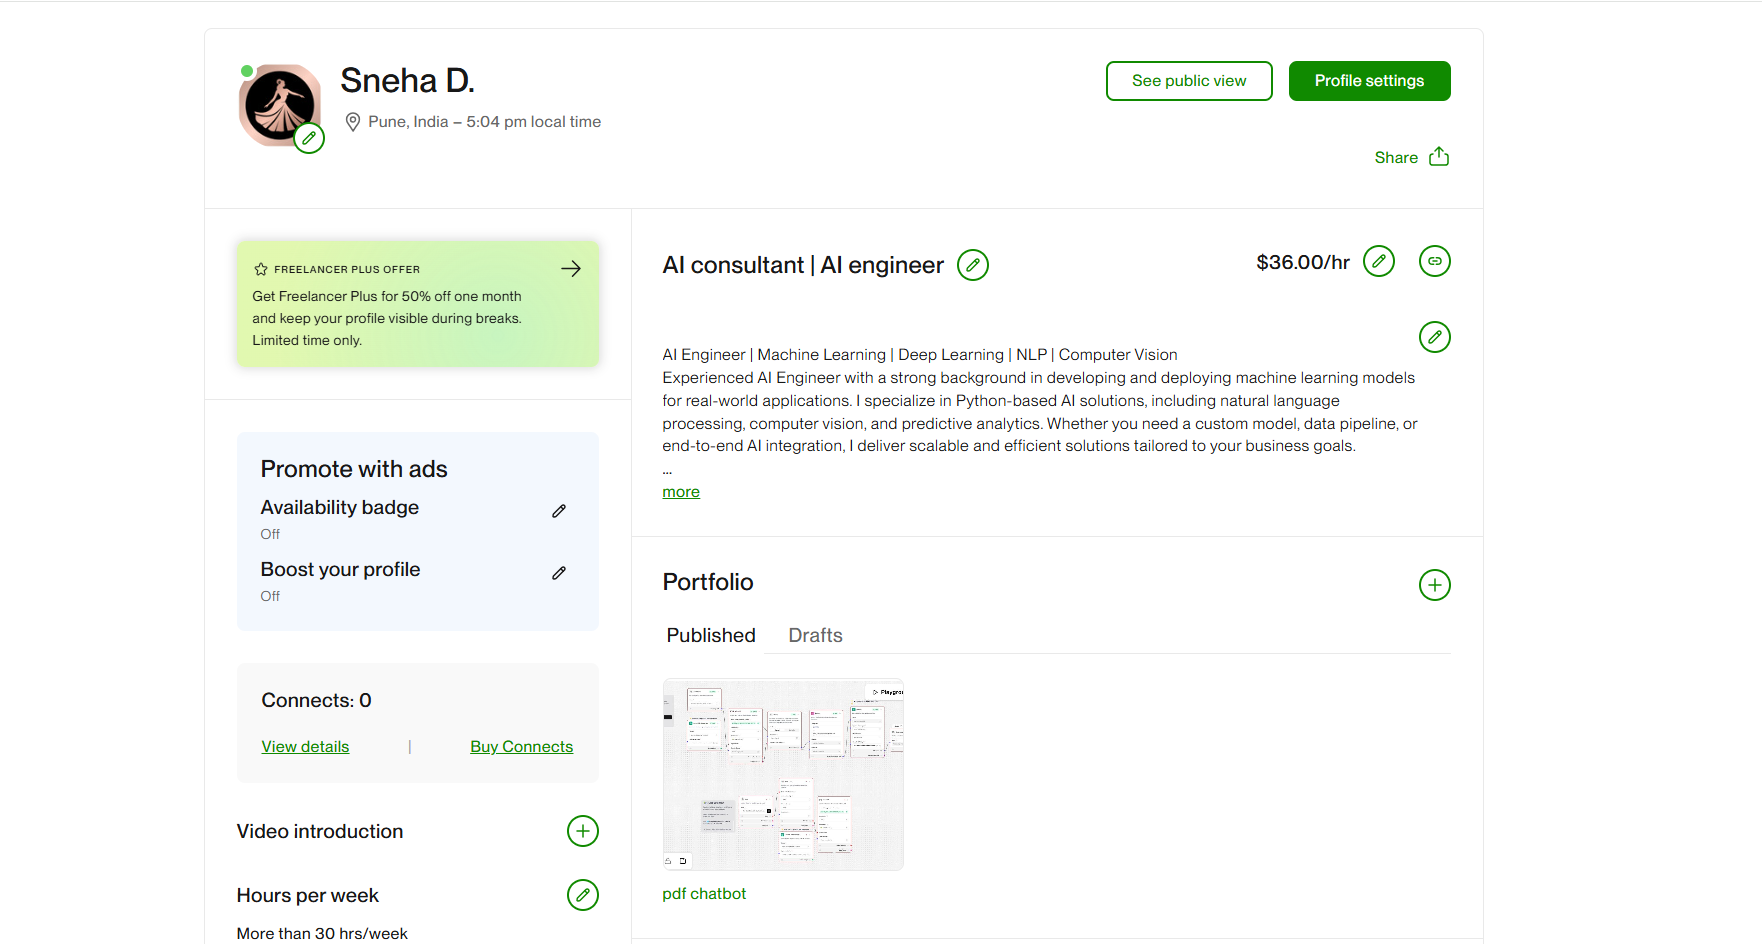 Sneha D.
Pune, India – 5:04 pm local time
See public view
Profile settings
Share
FREELANCER PLUS OFFER
Get Freelancer Plus for 50% off one month
and keep your profile visible during breaks.
Limited time only.
Promote with ads
Availability badge
Off
Boost your profile
Off
Connects: 0
View details | Buy Connects
Video introduction
Hours per week
More than 30 hrs/week
AI consultant | AI engineer
$36.00/hr
AI Engineer | Machine Learning | Deep Learning | NLP | Computer Vision
Experienced AI Engineer with a strong background in developing and deploying machine learning models
for real-world applications. I specialize in Python-based AI solutions, including natural language
processing, computer vision, and predictive analytics. Whether you need a custom model, data pipeline, or
end-to-end AI integration, I deliver scalable and efficient solutions tailored to your business goals.
...
more
Portfolio
Published
Drafts
pdf chatbot